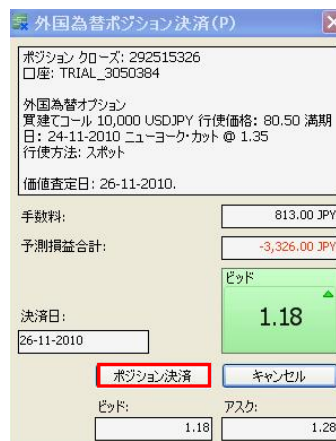 外国為替ポジション決済(P)
ポジション クローズ: 292515326
口座: TRIAL_3050384
外国為替オプション
買建てコール 10,000 USDJPY 行使価格: 80.50 満期
日: 24-11-2010 ニューヨーク・カット @ 1.35
行使方法: スポット
価値査定日: 26-11-2010.
手数料: 813.00 JPY
予測損益合計: -3,326.00 JPY
ビッド
1.18
決済日:
26-11-2010
ポジション決済 キャンセル
ビッド: アスク:
1.18 1.28